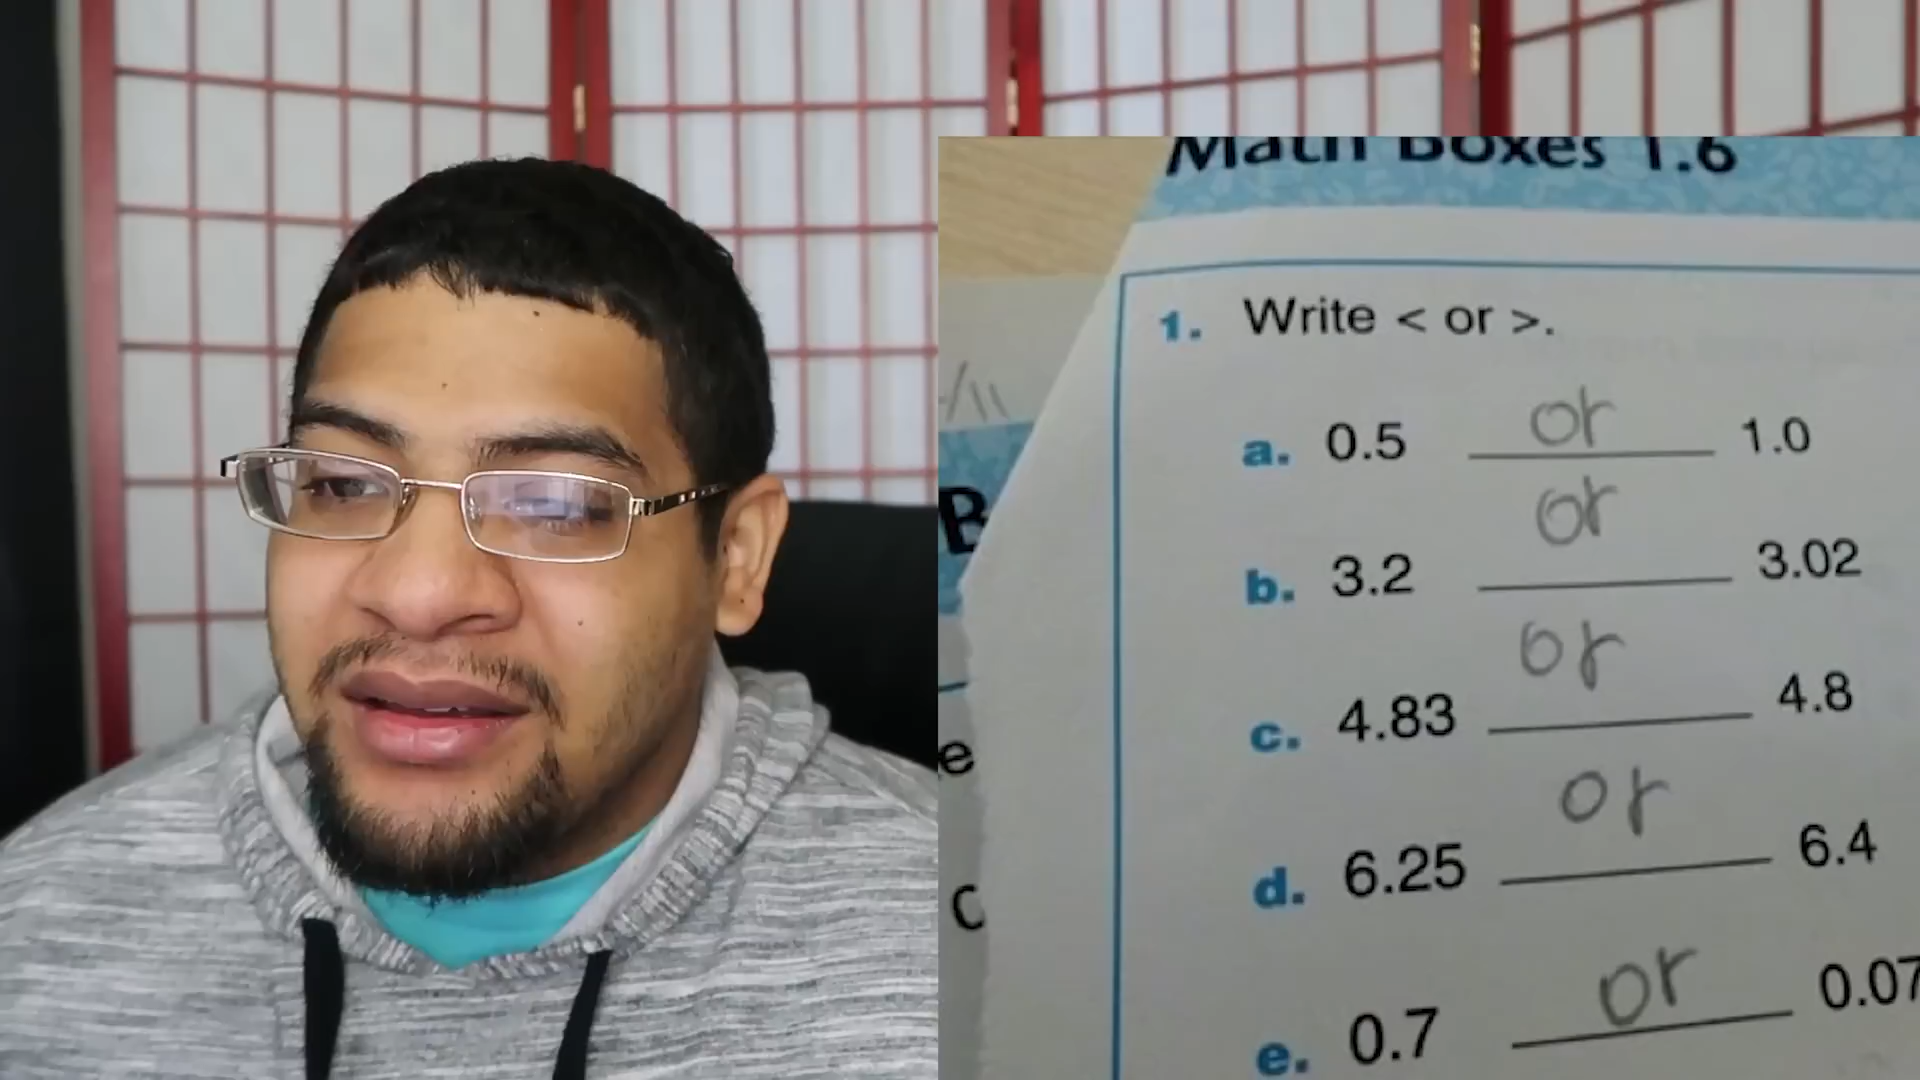 Math Boxes 1.6
1. Write < or >.
a. 0.5 or 1.0
b. 3.2 or 3.02
c. 4.83 or 4.8
d. 6.25 or 6.4
e. 0.7 or 0.07
B
e